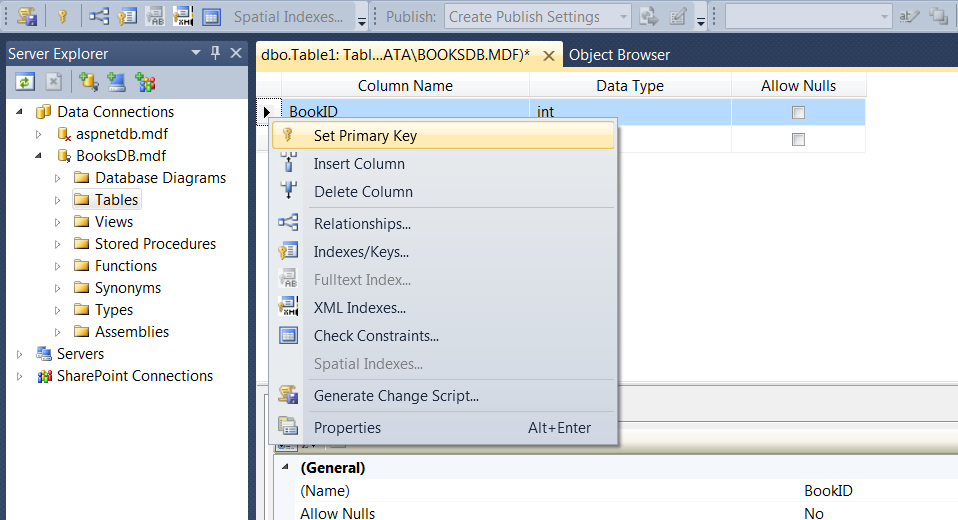 Spatial Indexes...
Publish:
Create Publish Settings
Server Explorer
dbo.Table1: Tabl...ATA\BOOKSDB.MDF)*
Object Browser
Column Name
Data Type
Allow Nulls
BookID
int
Data Connections
aspnetdb.mdf
BooksDB.mdf
Database Diagrams
Tables
Views
Stored Procedures
Functions
Synonyms
Types
Assemblies
Servers
SharePoint Connections
Set Primary Key
Insert Column
Delete Column
Relationships...
Indexes/Keys...
Fulltext Index...
XML Indexes...
Check Constraints...
Spatial Indexes...
Generate Change Script...
Properties Alt+Enter
(General)
(Name) BookID
Allow Nulls No